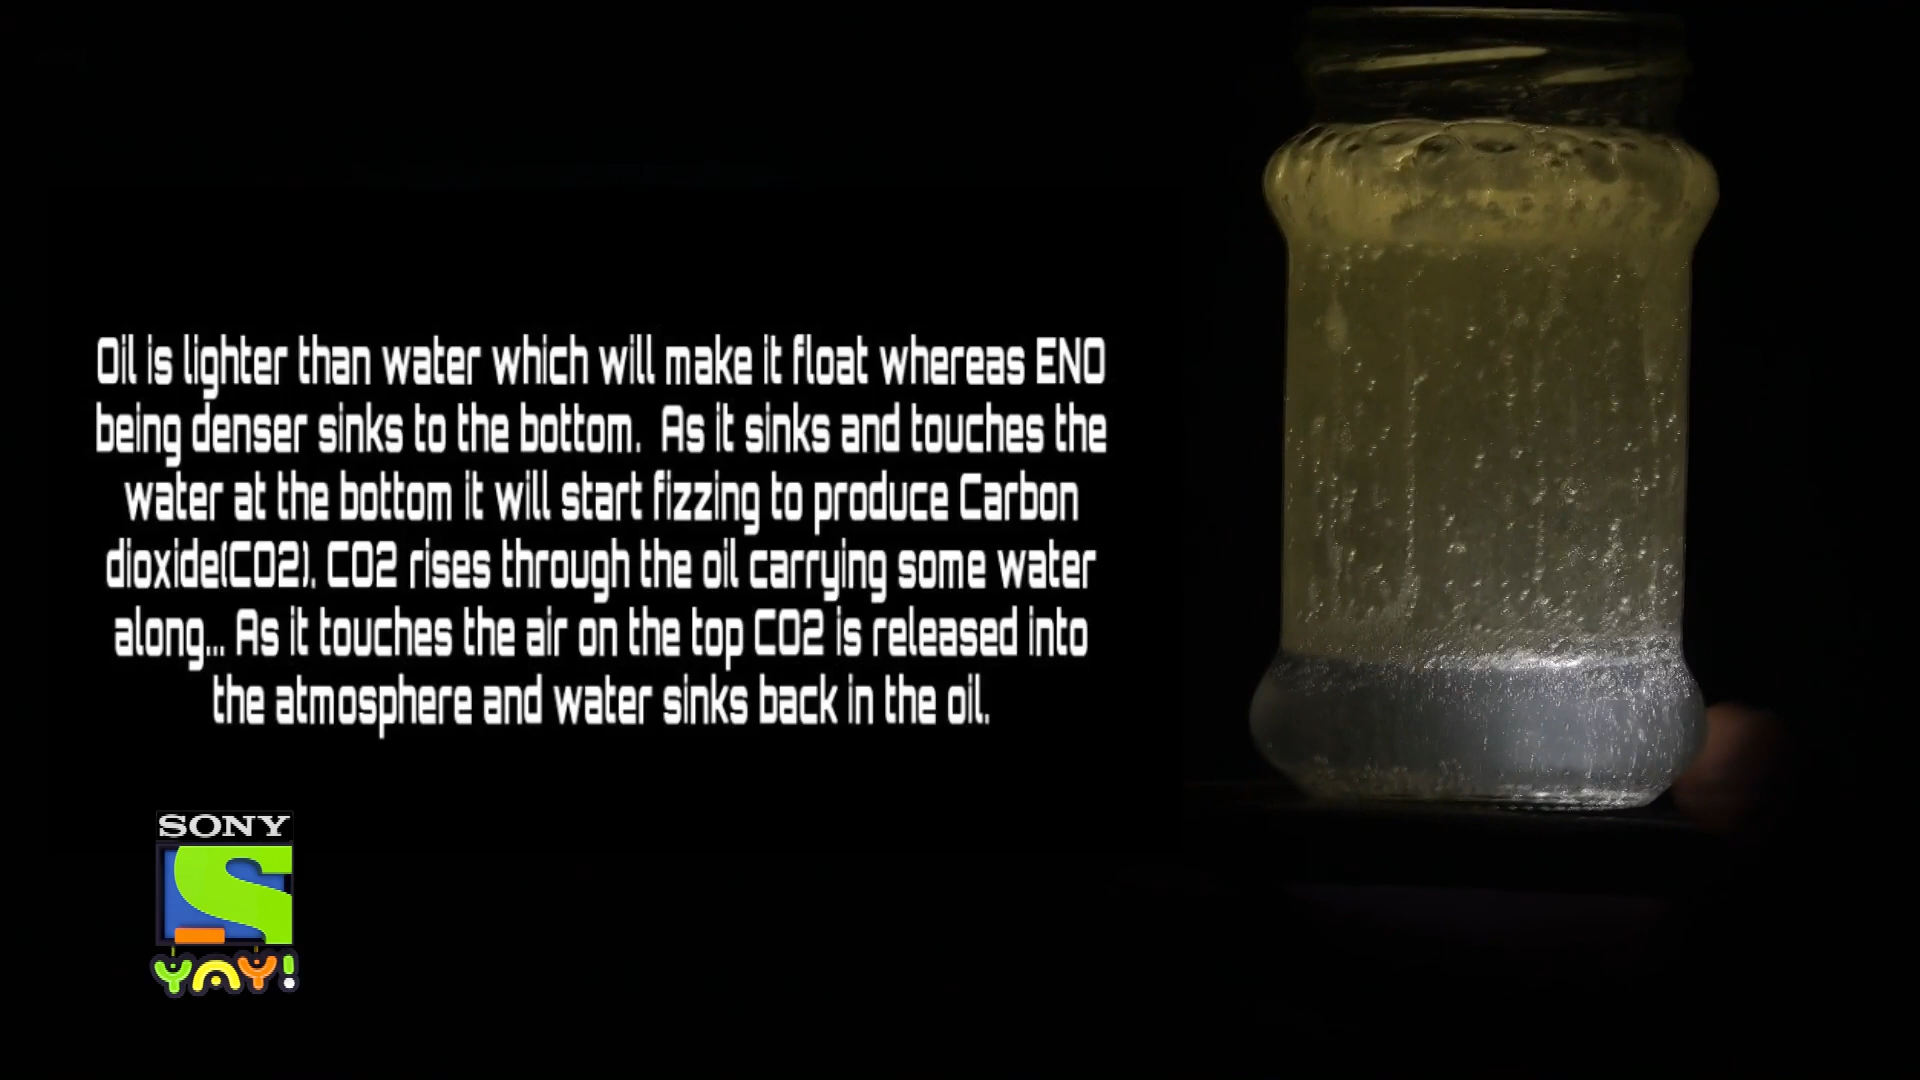 Oil is lighter than water which will make it float whereas ENO
being denser sinks to the bottom.  As it sinks and touches the
water at the bottom it will start fizzing to produce Carbon
dioxide(CO2). CO2 rises through the oil carrying some water
along... As it touches the air on the top CO2 is released into
the atmosphere and water sinks back in the oil.
SONY
S
YAY!